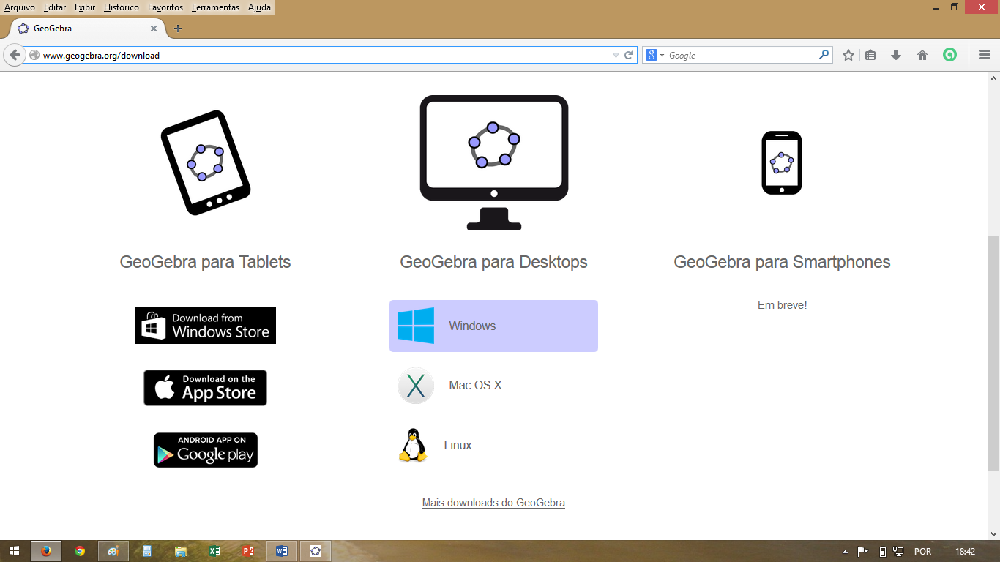 Arquivo Editar Exibir Histórico Favoritos Ferramentas Ajuda
GeoGebra
www.geogebra.org/download
Google
GeoGebra para Tablets
Download from
Windows Store
Download on the
App Store
ANDROID APP ON
Google play
GeoGebra para Desktops
Windows
Mac OS X
Linux
Mais downloads do GeoGebra
GeoGebra para Smartphones
Em breve!
POR
18:42